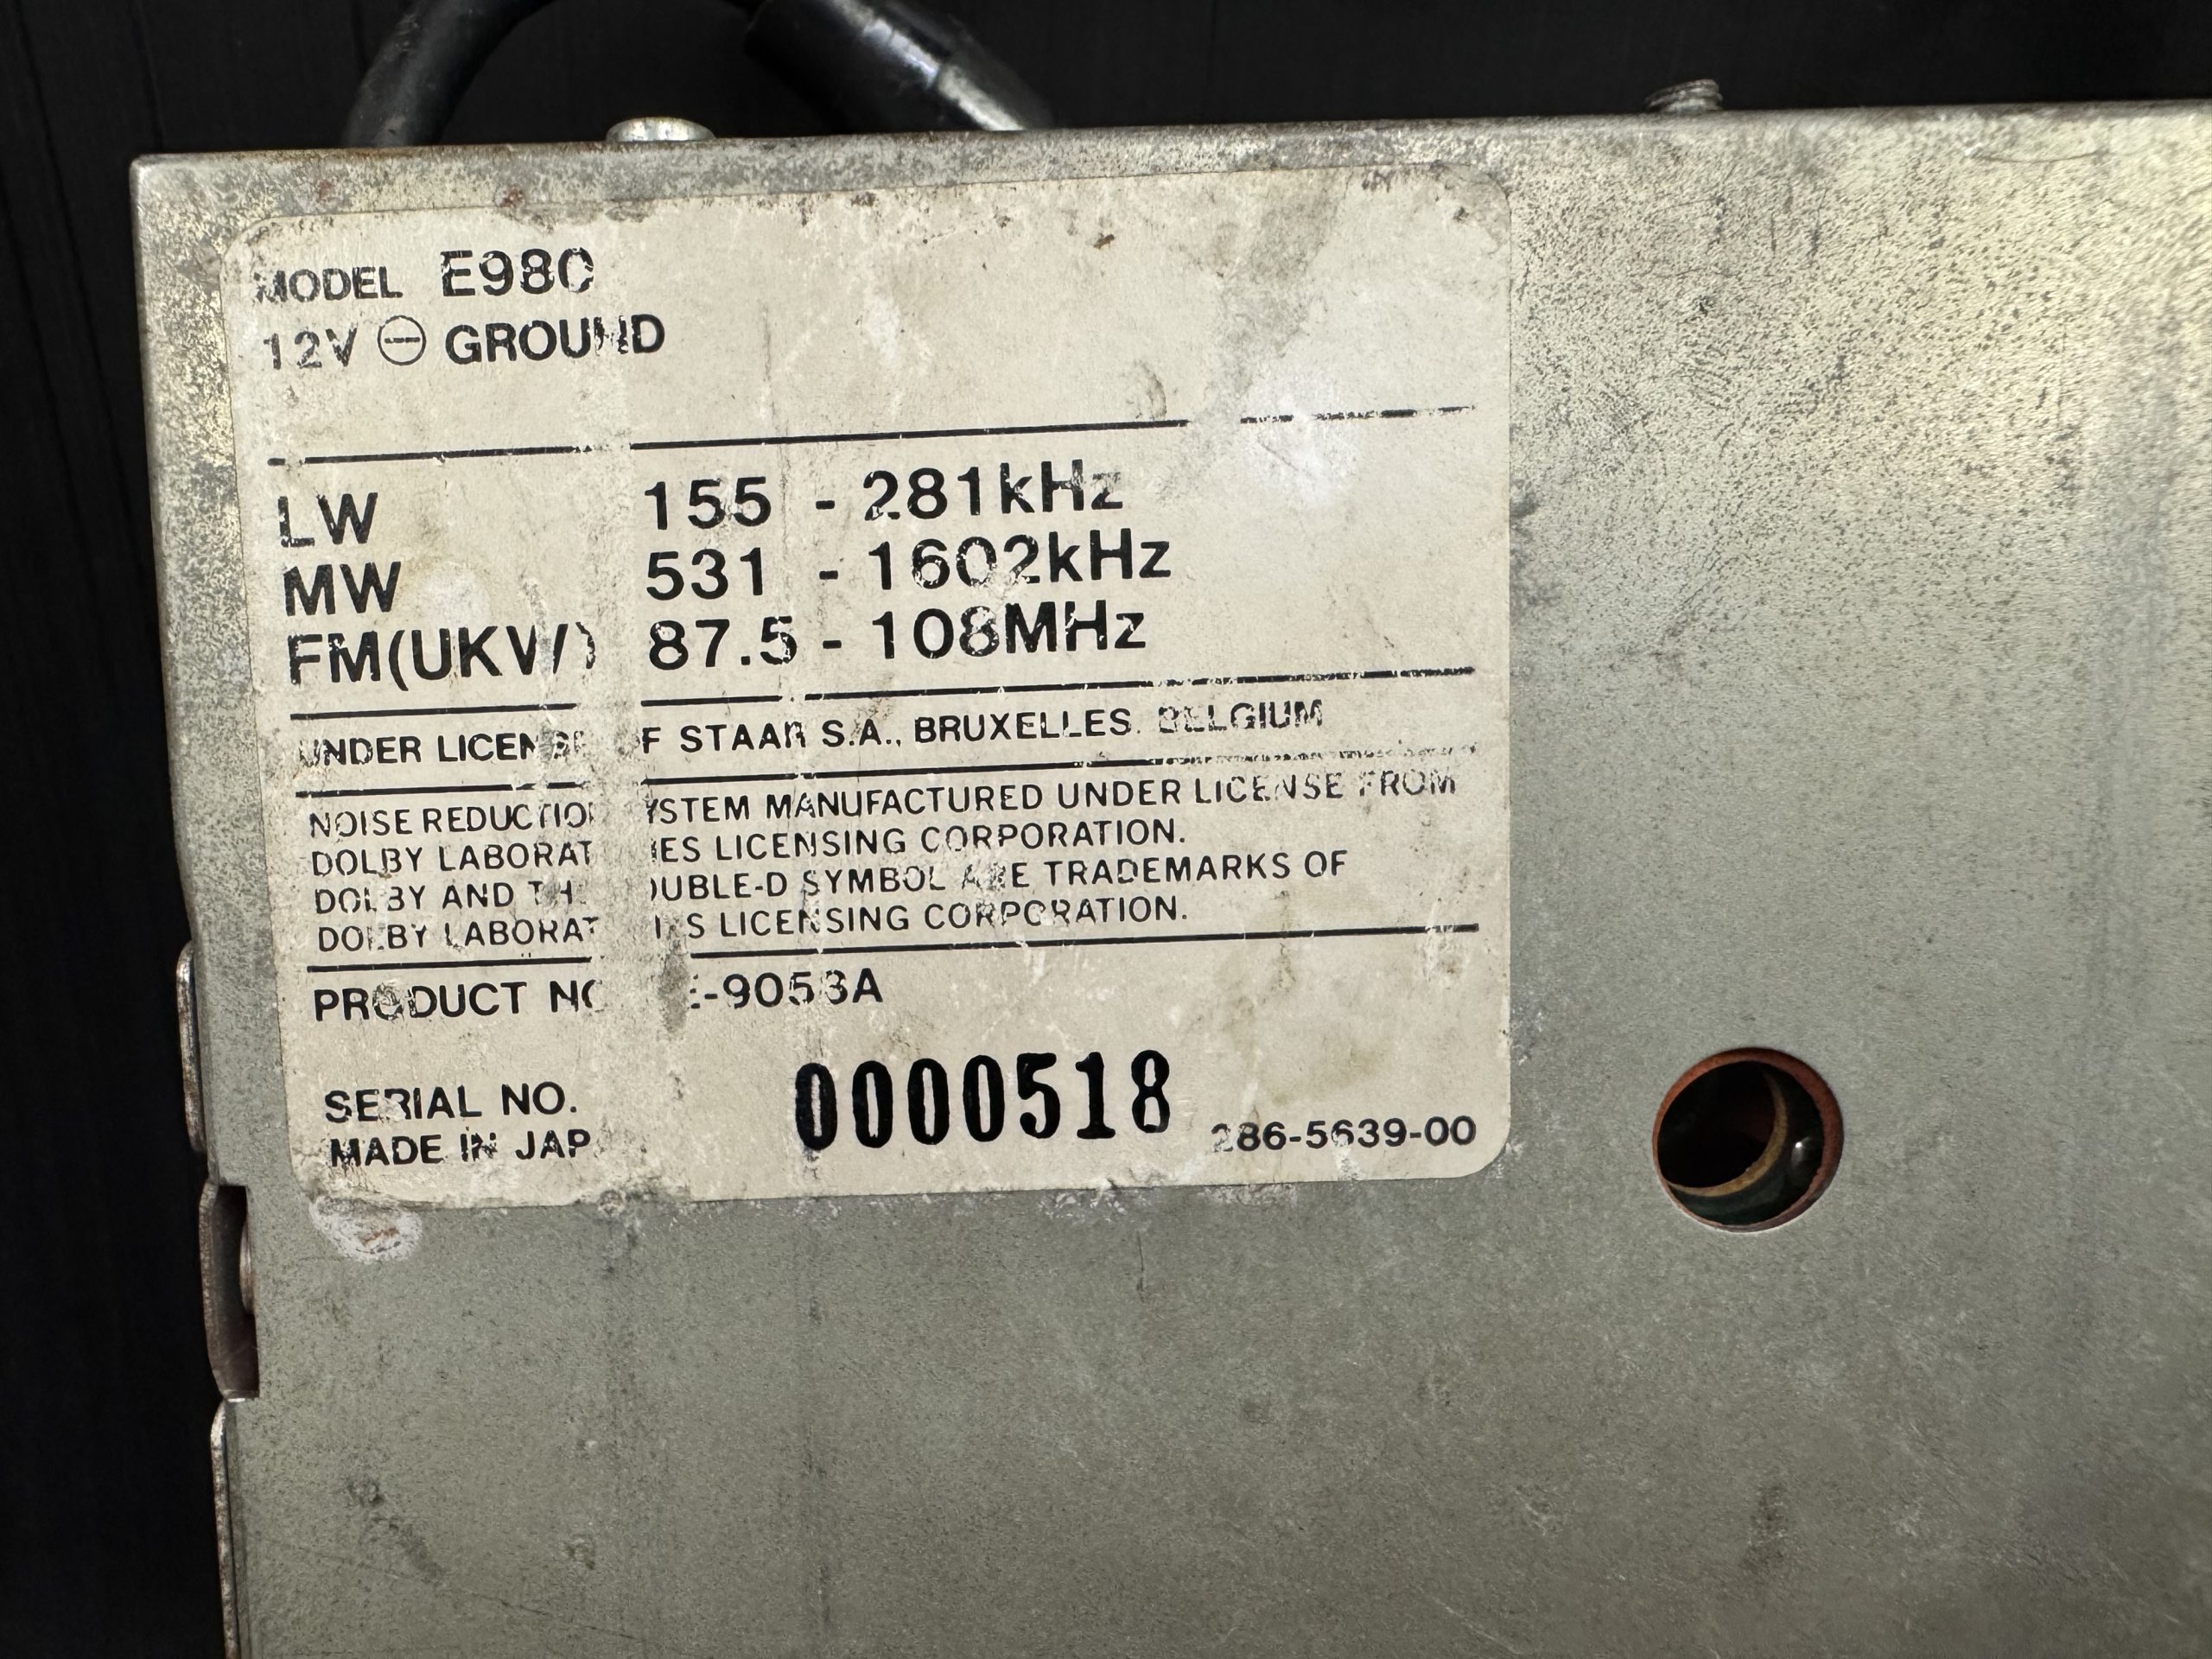 MODEL E980
12V ⊖ GROUND
LW 155 - 281kHz
MW 531 - 1602kHz
FM(UKW) 87.5 - 108MHz
UNDER LICENSE OF STAAR S.A., BRUXELLES. BELGIUM
NOISE REDUCTION SYSTEM MANUFACTURED UNDER LICENSE FROM
DOLBY LABORATORIES LICENSING CORPORATION.
DOLBY AND THE DOUBLE-D SYMBOL ARE TRADEMARKS OF
DOLBY LABORATORIES LICENSING CORPORATION.
PRODUCT NO. E-9053A
SERIAL NO. 0000518
MADE IN JAPAN 286-5639-00